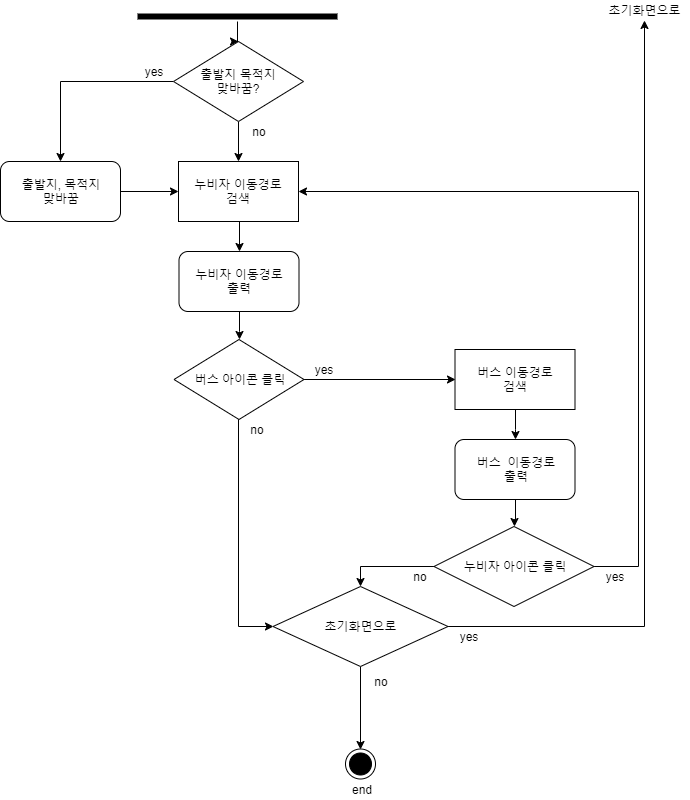 초기화면으로
출발지 목적지
맞바꿈?
yes
no
출발지, 목적지
맞바꿈
누비자 이동경로
검색
누비자 이동경로
출력
버스 아이콘 클릭
yes
no
버스 이동경로
검색
버스  이동경로
출력
누비자 아이콘 클릭
no
yes
초기화면으로
yes
no
end